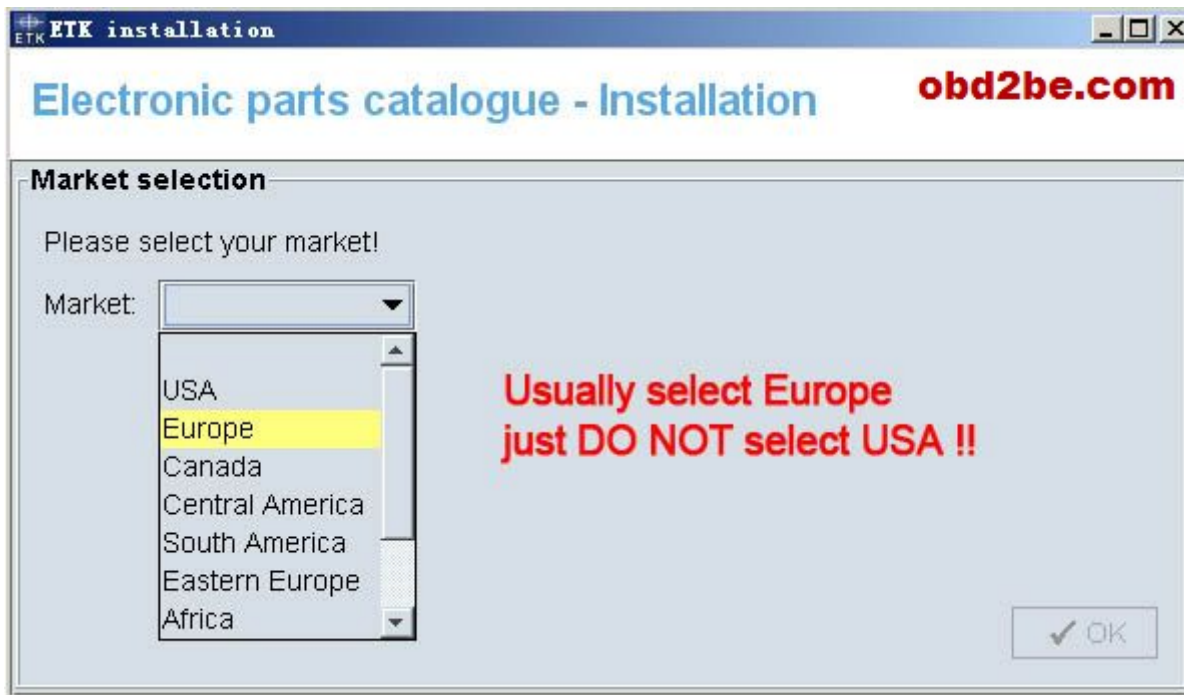 ETK ETK installation
Electronic parts catalogue - Installation
obd2be.com
Market selection
Please select your market!
Market:
USA
Europe
Canada
Central America
South America
Eastern Europe
Africa
Usually select Europe
just DO NOT select USA !!
OK